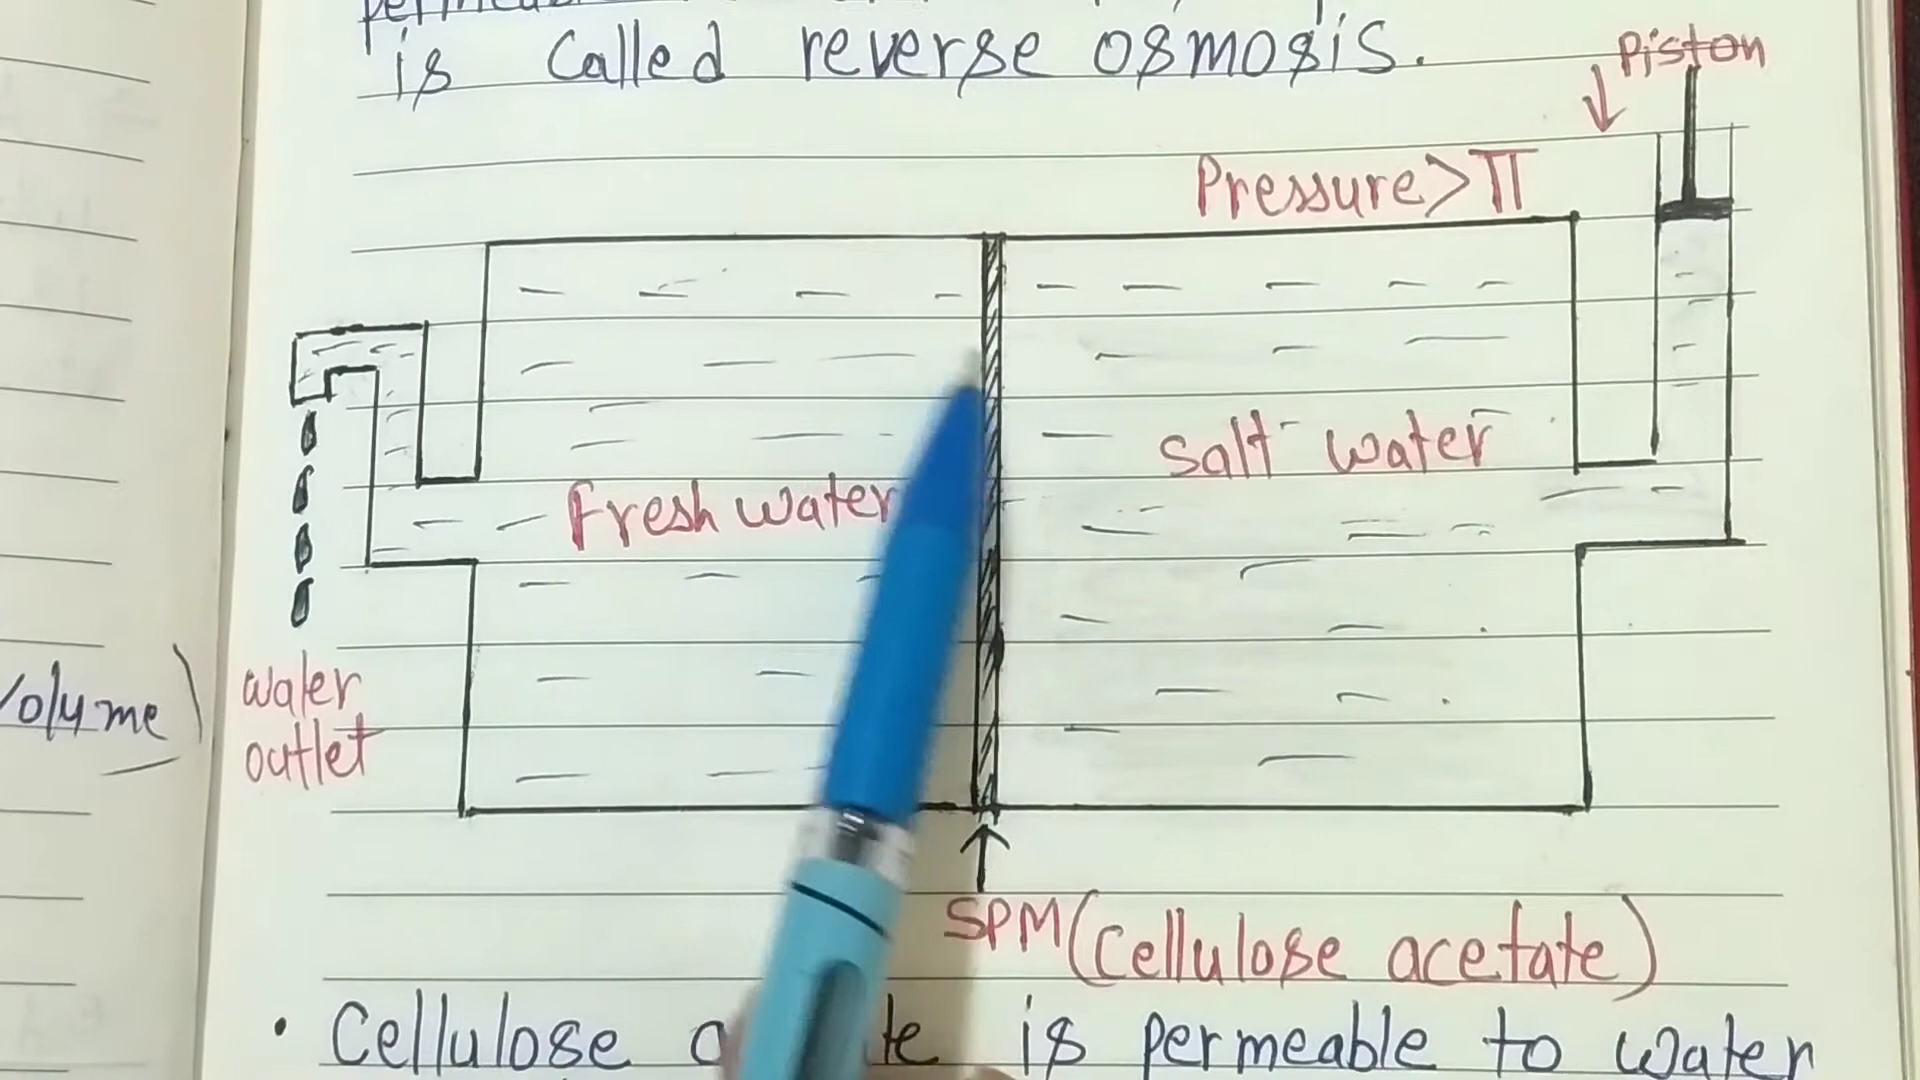 is called reverse osmosis.
Piston
Pressure > π
Salt water
Fresh water
water
outlet
volume)
SPM (Cellulose acetate)
• Cellulose is permeable to water